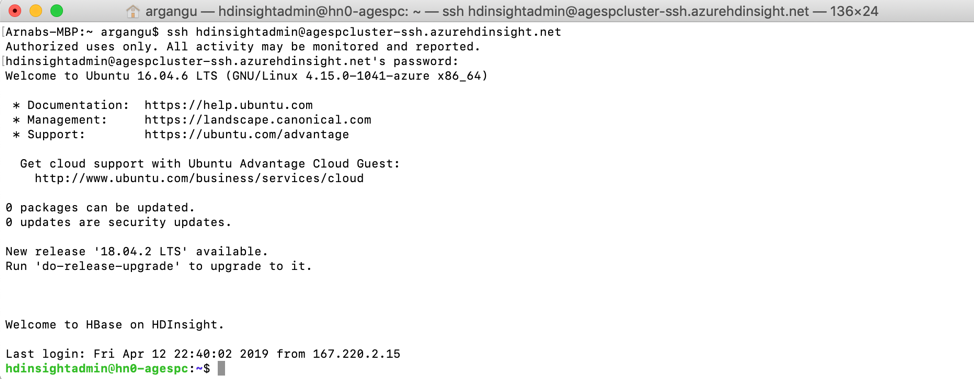 argangu — hdinsightadmin@hn0-agespc: ~ — ssh hdinsightadmin@agespcluster-ssh.azurehdinsight.net — 136×24
[Arnabs-MBP:~ argangu$ ssh hdinsightadmin@agespcluster-ssh.azurehdinsight.net
Authorized uses only. All activity may be monitored and reported.
[hdinsightadmin@agespcluster-ssh.azurehdinsight.net's password:
Welcome to Ubuntu 16.04.6 LTS (GNU/Linux 4.15.0-1041-azure x86_64)
* Documentation:  https://help.ubuntu.com
* Management:     https://landscape.canonical.com
* Support:        https://ubuntu.com/advantage
Get cloud support with Ubuntu Advantage Cloud Guest:
http://www.ubuntu.com/business/services/cloud
0 packages can be updated.
0 updates are security updates.
New release '18.04.2 LTS' available.
Run 'do-release-upgrade' to upgrade to it.
Welcome to HBase on HDInsight.
Last login: Fri Apr 12 22:40:02 2019 from 167.220.2.15
hdinsightadmin@hn0-agespc:~$